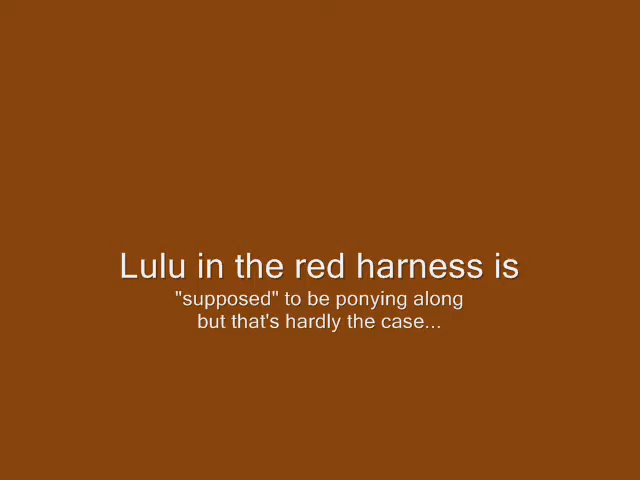 Lulu in the red harness is
"supposed" to be ponying along
but that's hardly the case...